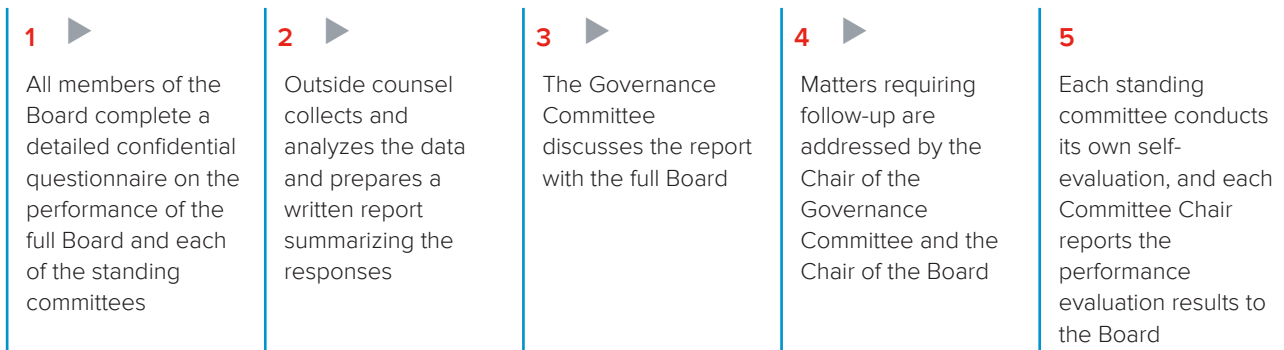 1
All members of the
Board complete a
detailed confidential
questionnaire on the
performance of the
full Board and each
of the standing
committees
2
Outside counsel
collects and
analyzes the data
and prepares a
written report
summarizing the
responses
3
The Governance
Committee
discusses the report
with the full Board
4
Matters requiring
follow-up are
addressed by the
Chair of the
Governance
Committee and the
Chair of the Board
5
Each standing
committee conducts
its own self-
evaluation, and each
Committee Chair
reports the
performance
evaluation results to
the Board